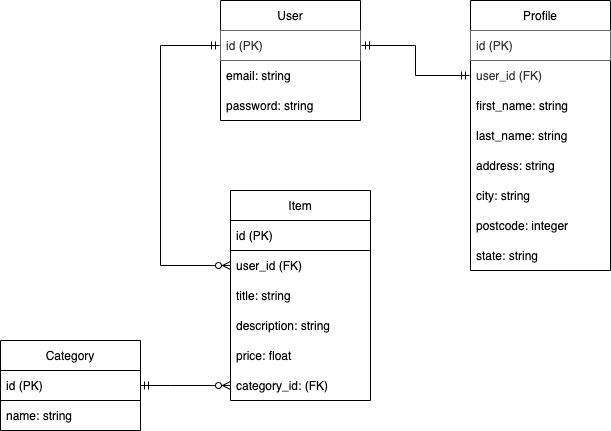 User
id (PK)
email: string
password: string
Profile
id (PK)
user_id (FK)
first_name: string
last_name: string
address: string
city: string
postcode: integer
state: string
Item
id (PK)
user_id (FK)
title: string
description: string
price: float
category_id: (FK)
Category
id (PK)
name: string